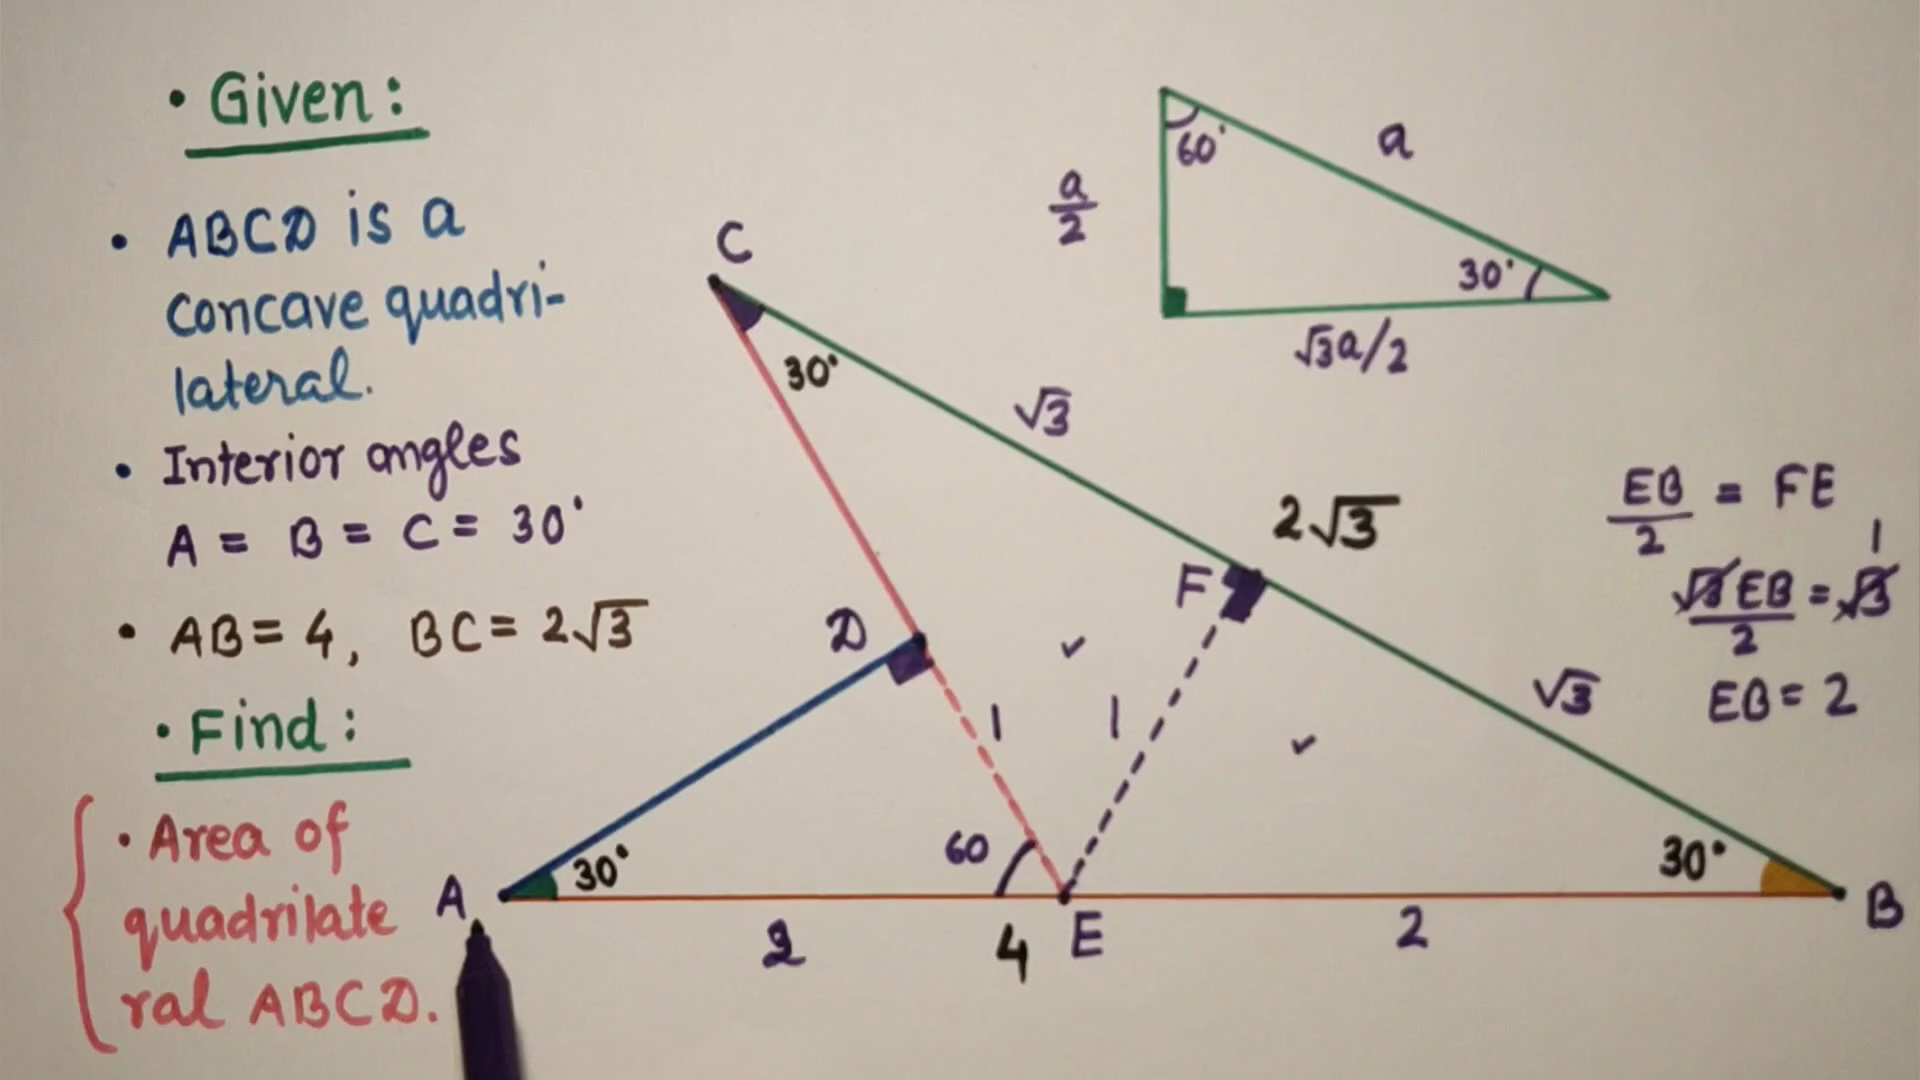 • Given:
• ABCD is a
concave quadri-
lateral.
• Interior angles
A = B = C = 30°
• AB = 4, BC = 2√3
• Find:
• Area of
quadrilate
ral ABCD.
60°
a
a/2
30°
√3a/2
C
30°
√3
2√3
F
D
1
1
√3
60
30°
30°
A
2
4
E
2
B
EB/2 = FE
1
√3 EB/2 = √3
EB = 2